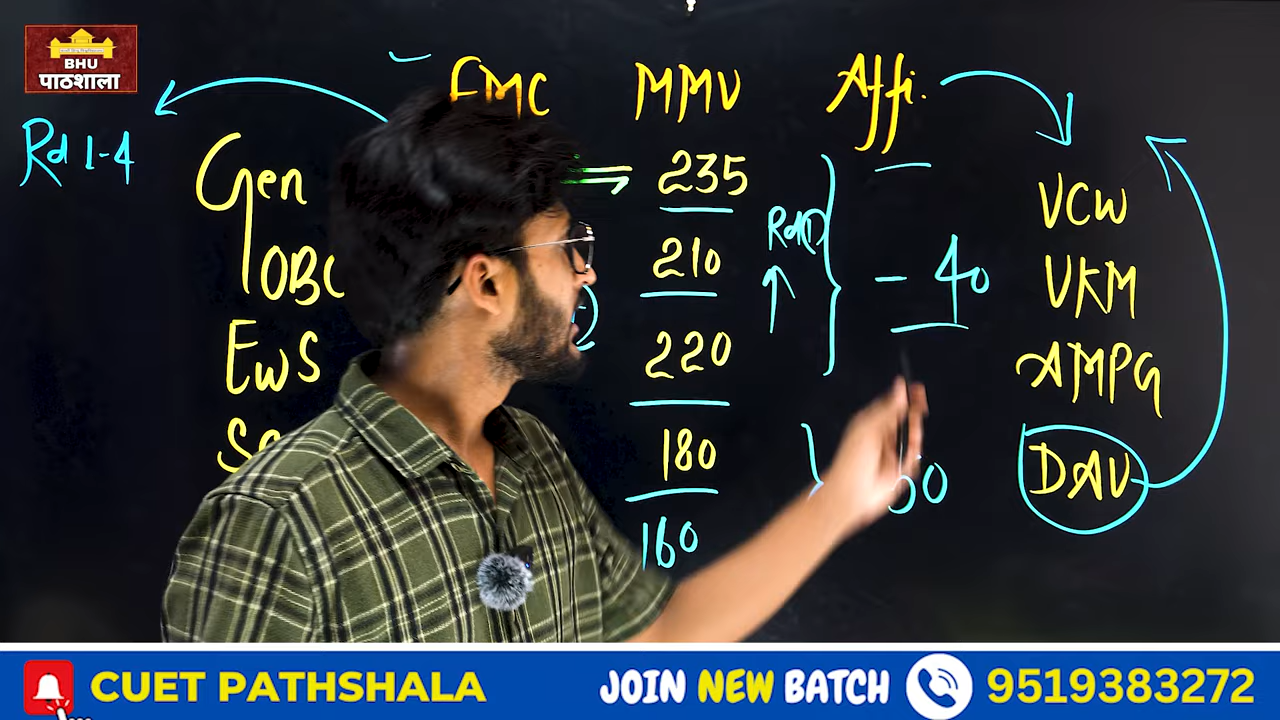 BHU
पाठशाला
FMC MMV Affi.
Rd 1-4
Gen 235 VCW
Rd(1)
OBC 210 - 40 VKM
EWS 220 AMPG
180 DAV
160
CUET PATHSHALA JOIN NEW BATCH 9519383272